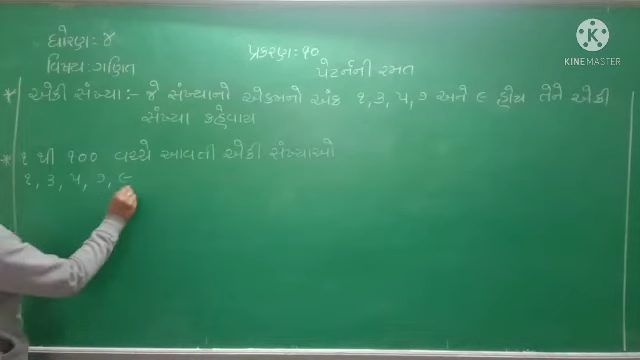 ધોરણ: ૪
પ્રકરણ: ૧૦
વિષય: ગણિત
પેટર્નની રમત
* એકી સંખ્યા:- જે સંખ્યાનો એકમનો અંક ૧, ૩, ૫, ૭ અને ૯ હોય તેને એકી
સંખ્યા કહેવાય
* ૧ થી ૧૦૦ વચ્ચે આવતી એકી સંખ્યાઓ
૧, ૩, ૫, ૭, ૯
KINEMASTER